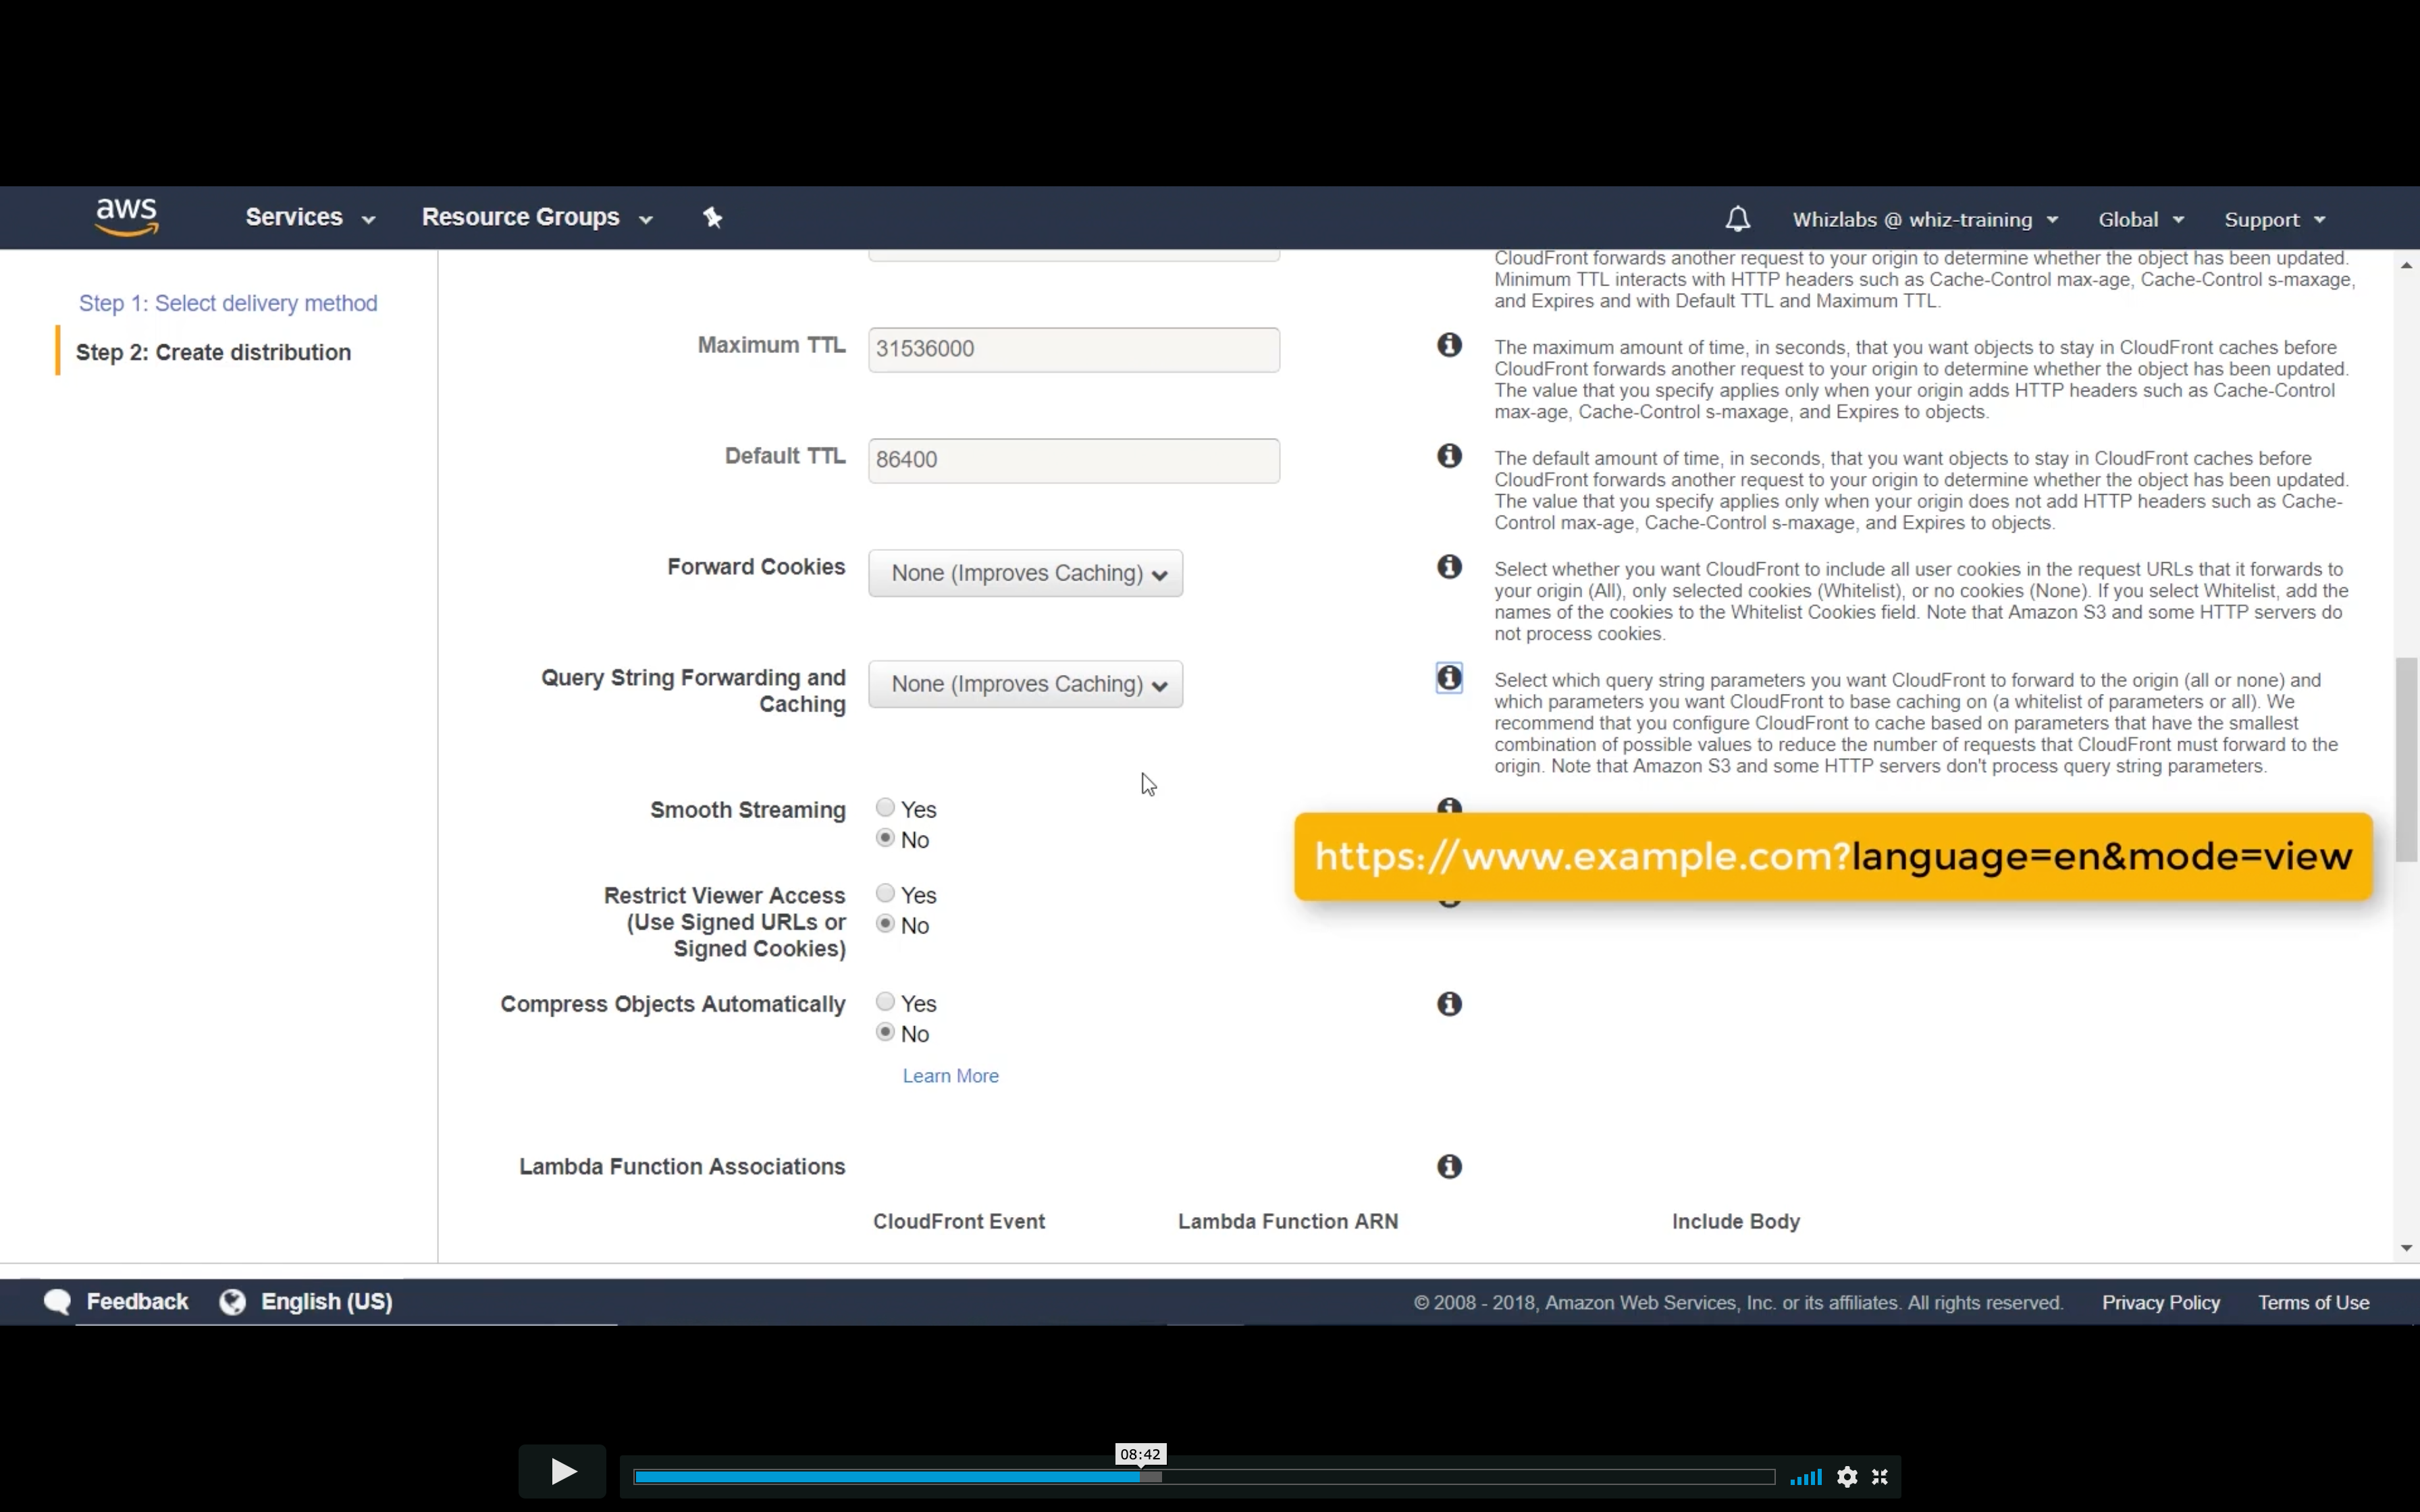 aws Services Resource Groups Whizlabs @ whiz-training Global Support
Step 1: Select delivery method
Step 2: Create distribution
CloudFront forwards another request to your origin to determine whether the object has been updated.
Minimum TTL interacts with HTTP headers such as Cache-Control max-age, Cache-Control s-maxage,
and Expires and with Default TTL and Maximum TTL.
Maximum TTL 31536000
The maximum amount of time, in seconds, that you want objects to stay in CloudFront caches before
CloudFront forwards another request to your origin to determine whether the object has been updated.
The value that you specify applies only when your origin adds HTTP headers such as Cache-Control
max-age, Cache-Control s-maxage, and Expires to objects.
Default TTL 86400
The default amount of time, in seconds, that you want objects to stay in CloudFront caches before
CloudFront forwards another request to your origin to determine whether the object has been updated.
The value that you specify applies only when your origin does not add HTTP headers such as Cache-
Control max-age, Cache-Control s-maxage, and Expires to objects.
Forward Cookies None (Improves Caching)
Select whether you want CloudFront to include all user cookies in the request URLs that it forwards to
your origin (All), only selected cookies (Whitelist), or no cookies (None). If you select Whitelist, add the
names of the cookies to the Whitelist Cookies field. Note that Amazon S3 and some HTTP servers do
not process cookies.
Query String Forwarding and
Caching
None (Improves Caching)
Select which query string parameters you want CloudFront to forward to the origin (all or none) and
which parameters you want CloudFront to base caching on (a whitelist of parameters or all). We
recommend that you configure CloudFront to cache based on parameters that have the smallest
combination of possible values to reduce the number of requests that CloudFront must forward to the
origin. Note that Amazon S3 and some HTTP servers don't process query string parameters.
Smooth Streaming Yes
No
https://www.example.com?language=en&mode=view
Restrict Viewer Access
(Use Signed URLs or
Signed Cookies)
Yes
No
Compress Objects Automatically Yes
No
Learn More
Lambda Function Associations
CloudFront Event Lambda Function ARN Include Body
Feedback English (US) © 2008 - 2018, Amazon Web Services, Inc. or its affiliates. All rights reserved. Privacy Policy Terms of Use
08:42